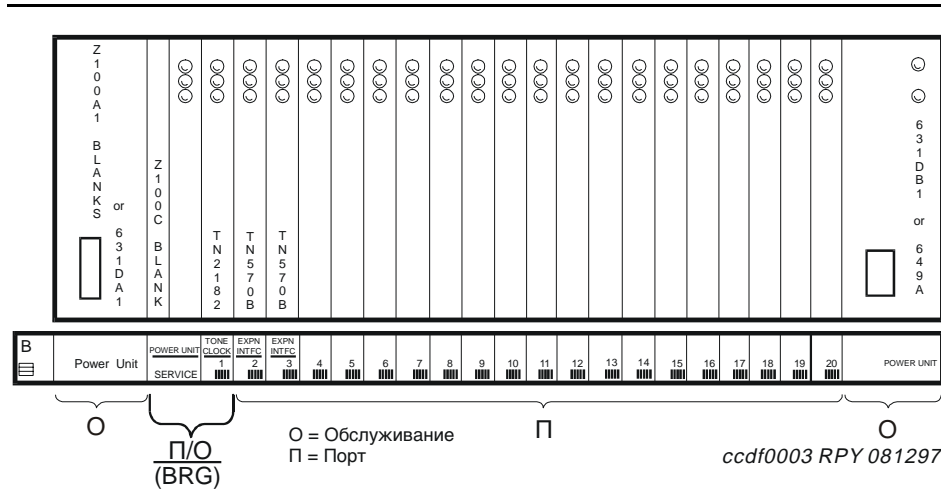 Z100A1 BLANKS
or
631DA1
Z100C BLANK
TN2182
TN570B
TN570B
631DB1
or
649A
B
Power Unit
POWER UNIT
SERVICE
TONE
CLOCK
1
EXPN
INTFC
2
EXPN
INTFC
3
4 5 6 7 8 9 10 11 12 13 14 15 16 17 18 19 20
POWER UNIT
О
П/О
(BRG)
О = Обслуживание
П = Порт
П
О
ccdf0003 RPY 081297